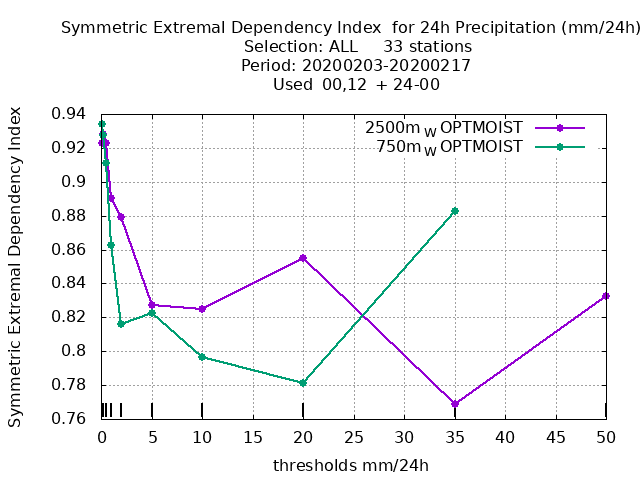 Symmetric Extremal Dependency Index  for 24h Precipitation (mm/24h)
Selection: ALL     33 stations
Period: 20200203-20200217
Used  00,12  + 24-00
Symmetric Extremal Dependency Index
0.94
0.92
0.9
0.88
0.86
0.84
0.82
0.8
0.78
0.76
2500m W OPTMOIST
750m W OPTMOIST
0 5 10 15 20 25 30 35 40 45 50
thresholds mm/24h